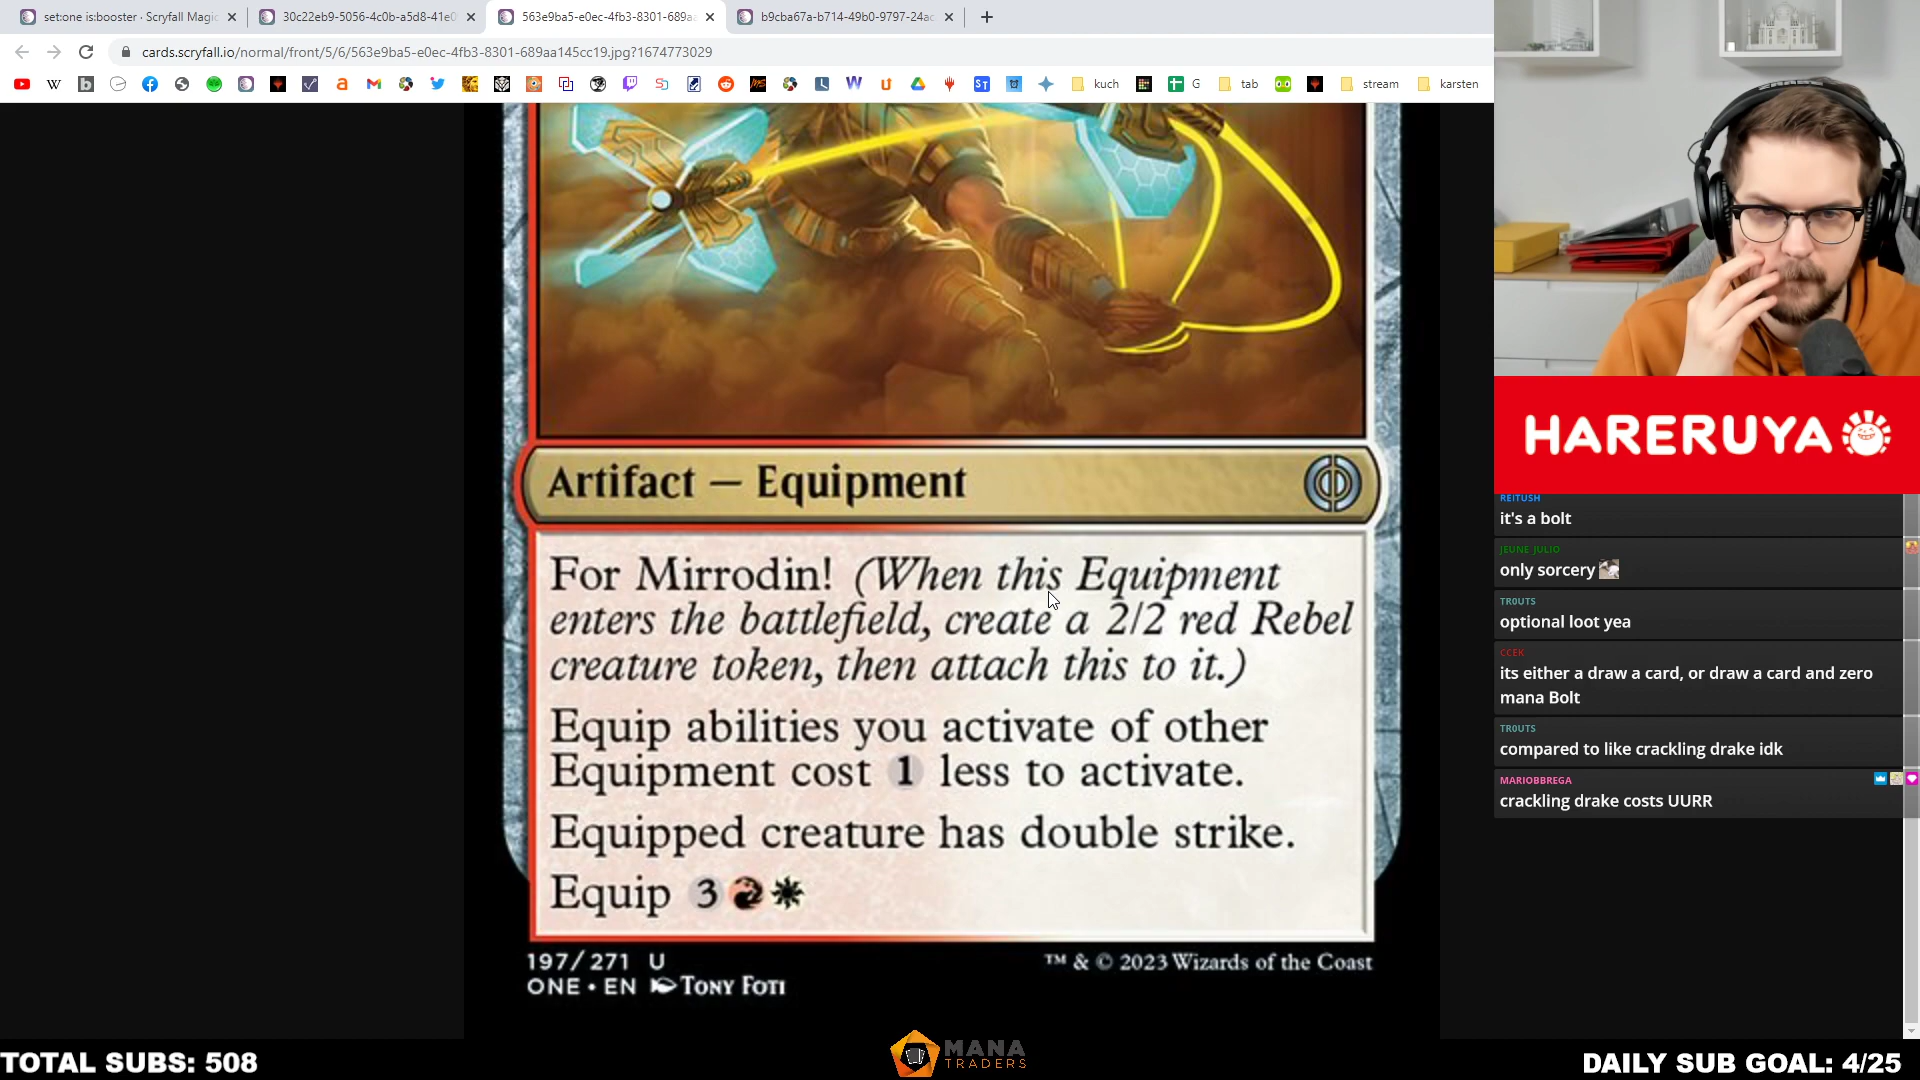 set:one is:booster · Scryfall Magic
30c22eb9-5056-4c0b-a5d8-41e0
563e9ba5-e0ec-4fb3-8301-689aa
b9cba67a-b714-49b0-9797-24ac
cards.scryfall.io/normal/front/5/6/563e9ba5-e0ec-4fb3-8301-689aa145cc19.jpg?1674773029
kuch
G
tab
stream
karsten
Artifact — Equipment
For Mirrodin! (When this Equipment
enters the battlefield, create a 2/2 red Rebel
creature token, then attach this to it.)
Equip abilities you activate of other
Equipment cost 1 less to activate.
Equipped creature has double strike.
Equip 3
197/271 U
ONE • EN Tony Foti
™ & © 2023 Wizards of the Coast
HARERUYA
REITUSH
it's a bolt
JEUNE JULIO
only sorcery
TR0UTS
optional loot yea
CCEK
its either a draw a card, or draw a card and zero
mana Bolt
TR0UTS
compared to like crackling drake idk
MARIOBBREGA
crackling drake costs UURR
TOTAL SUBS: 508
MANA
TRADERS
DAILY SUB GOAL: 4/25